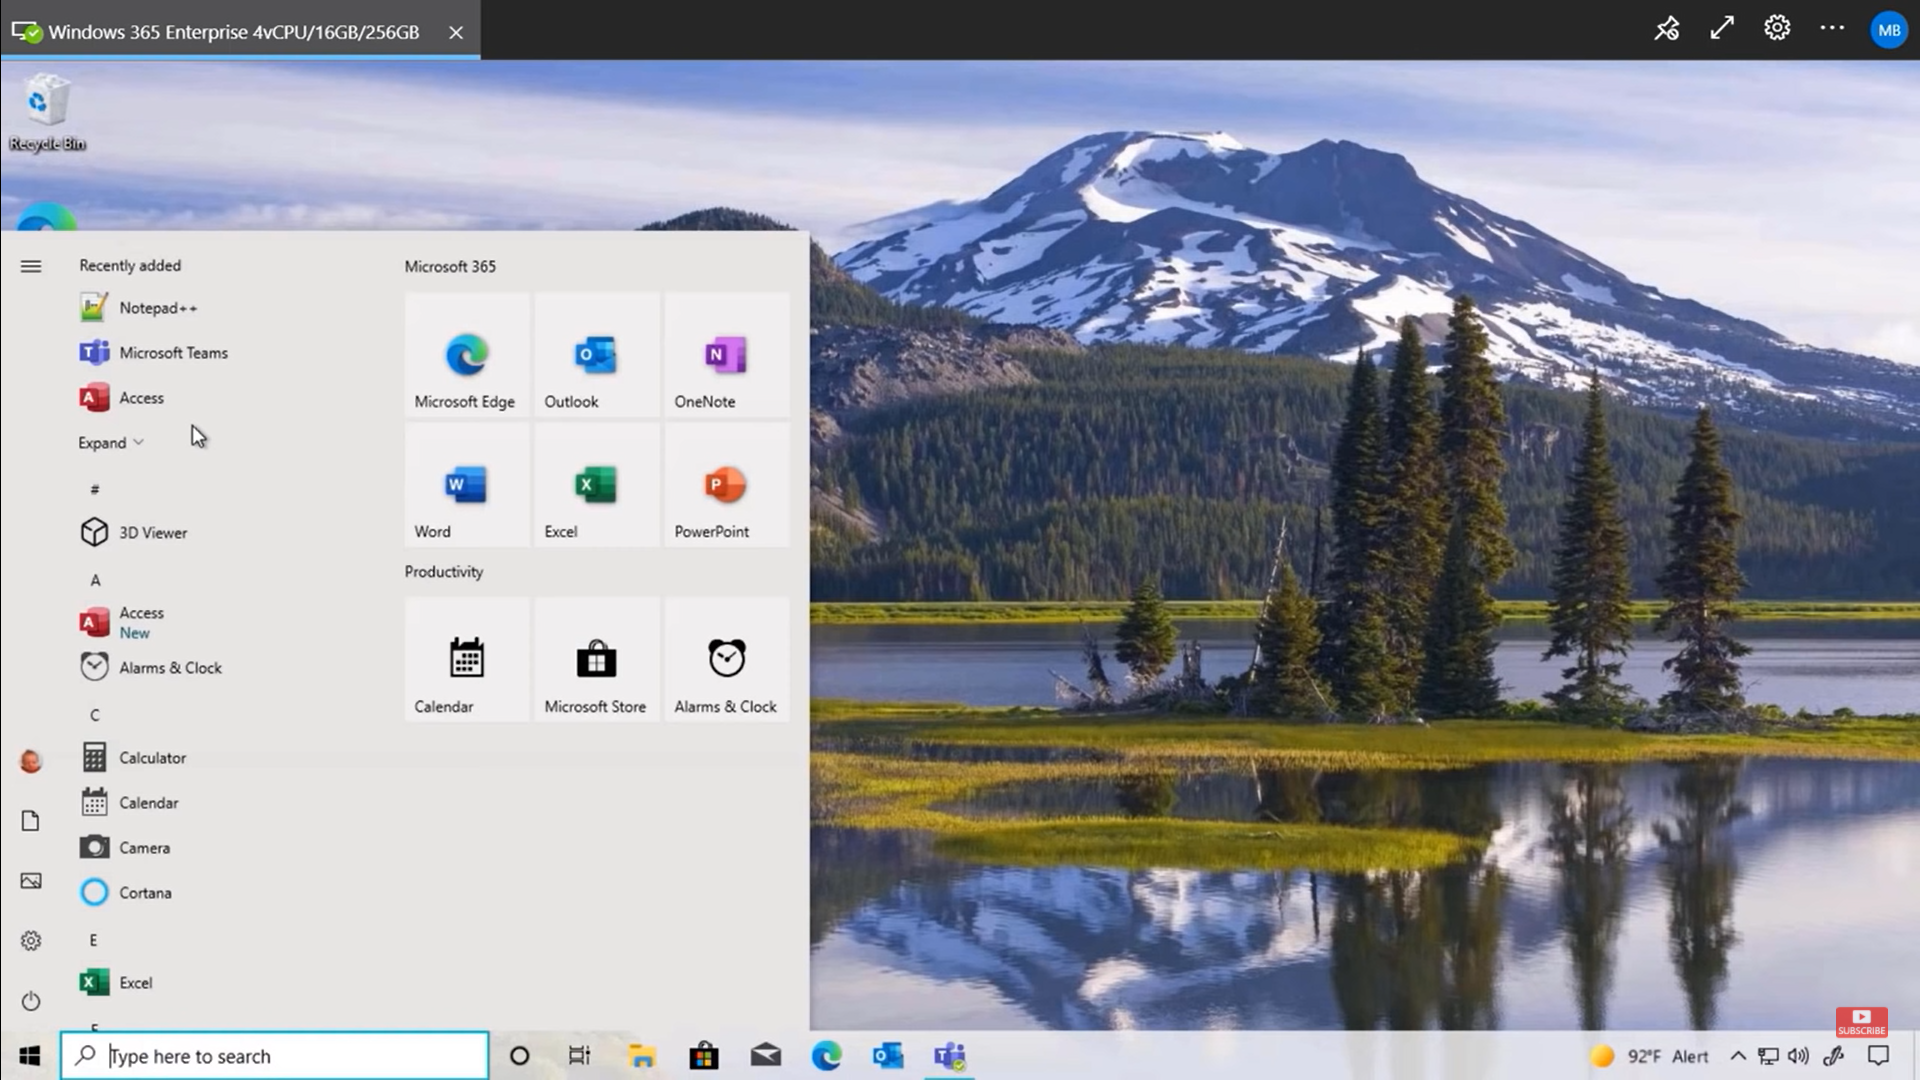 Windows 365 Enterprise 4vCPU/16GB/256GB
MB
Recycle Bin
Recently added
Notepad++
Microsoft Teams
Access
Expand
#
3D Viewer
A
Access
New
Alarms & Clock
C
Calculator
Calendar
Camera
Cortana
E
Excel
F
Microsoft 365
Microsoft Edge
Outlook
OneNote
Word
Excel
PowerPoint
Productivity
Calendar
Microsoft Store
Alarms & Clock
SUBSCRIBE
Type here to search
92°F Alert